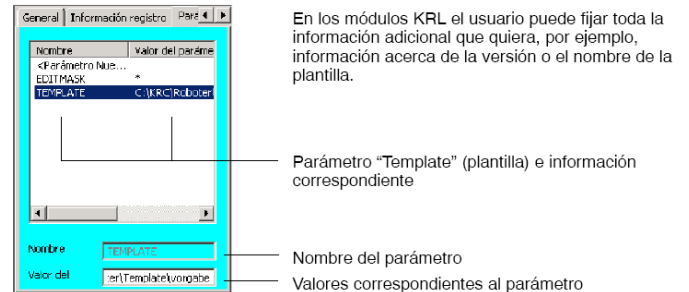 General Información registro Pará
Nombre Valor del paráme
<Parámetro Nue...
EDITMASK *
TEMPLATE C:\KRC\Roboter\
Nombre TEMPLATE
Valor del :er\Template\vorgabe
En los módulos KRL el usuario puede fijar toda la
información adicional que quiera, por ejemplo,
información acerca de la versión o el nombre de la
plantilla.
Parámetro “Template” (plantilla) e información
correspondiente
Nombre del parámetro
Valores correspondientes al parámetro